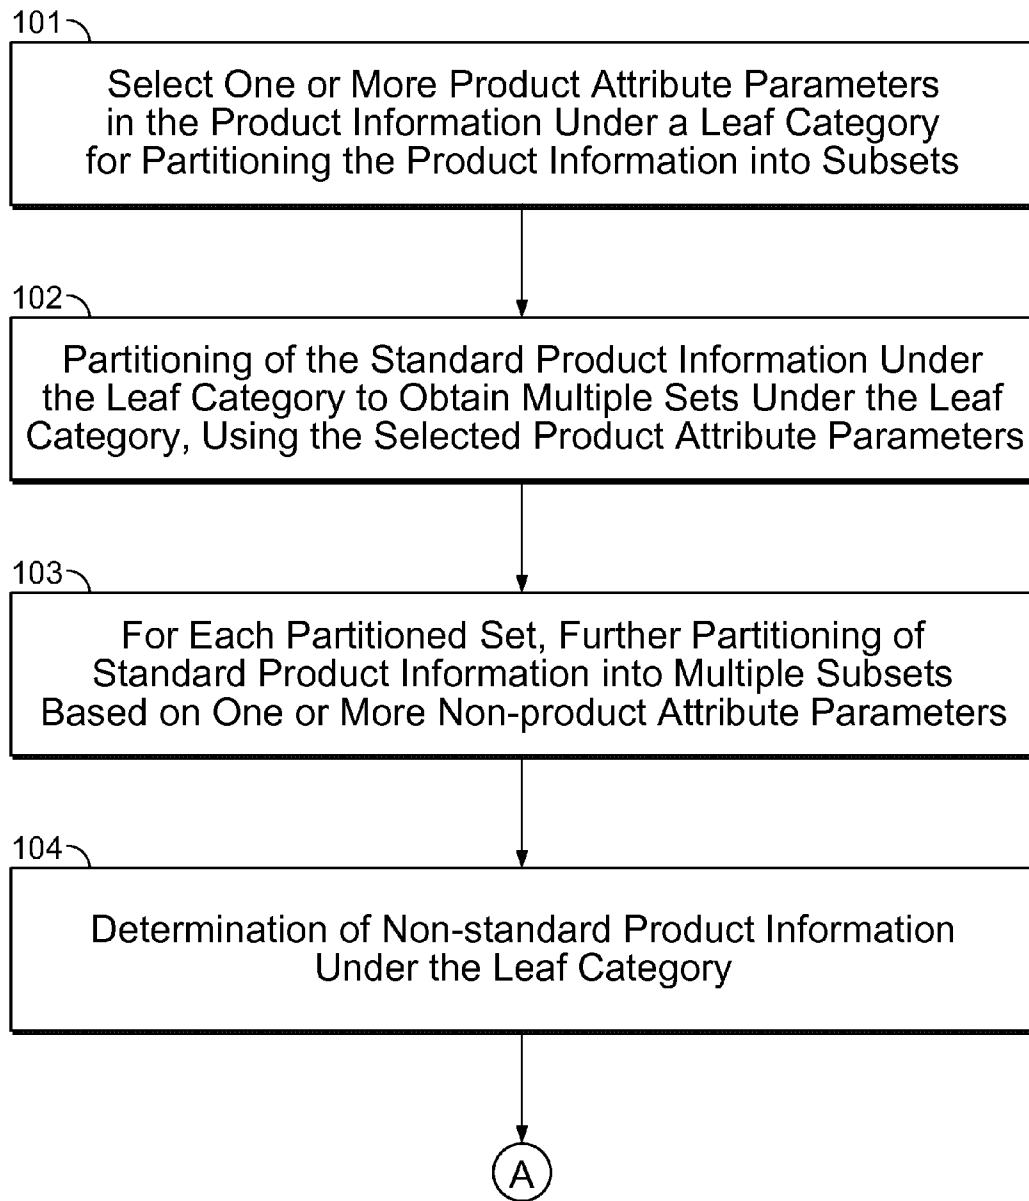 101
Select One or More Product Attribute Parameters
in the Product Information Under a Leaf Category
for Partitioning the Product Information into Subsets
102
Partitioning of the Standard Product Information Under
the Leaf Category to Obtain Multiple Sets Under the Leaf
Category, Using the Selected Product Attribute Parameters
103
For Each Partitioned Set, Further Partitioning of
Standard Product Information into Multiple Subsets
Based on One or More Non-product Attribute Parameters
104
Determination of Non-standard Product Information
Under the Leaf Category
A